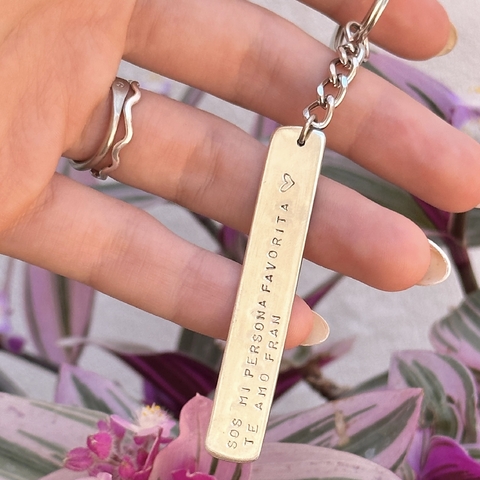 SOS MI PERSONA FAVORITA ♡
TE AMO FRAN